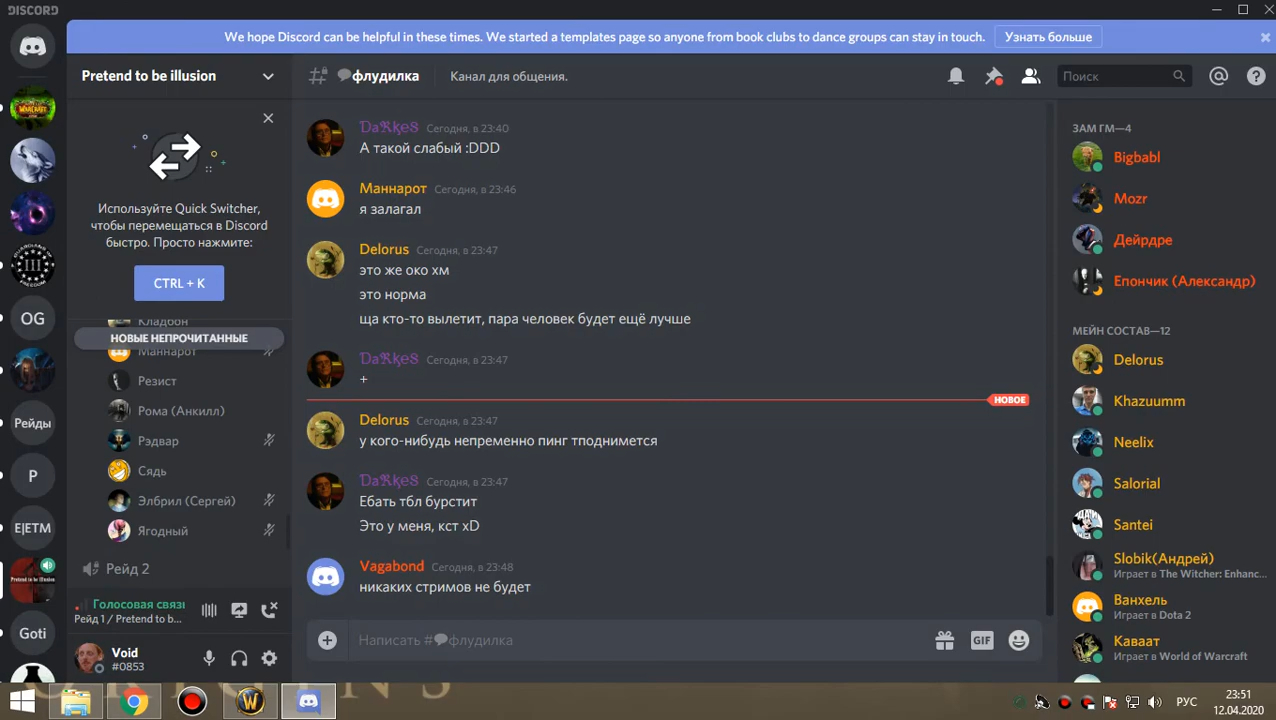 DISCORD
We hope Discord can be helpful in these times. We started a templates page so anyone from book clubs to dance groups can stay in touch.
Узнать больше
Pretend to be illusion
флудилка
Канал для общения.
Поиск
Используйте Quick Switcher,
чтобы перемещаться в Discord
быстро. Просто нажмите:
CTRL + K
Кладбон
НОВЫЕ НЕПРОЧИТАННЫЕ
Маннарот
Резист
Рома (Анкилл)
Рэдвар
Сядь
Элбрил (Сергей)
Ягодный
Рейд 2
Голосовая связь
Рейд 1 / Pretend to b...
Void
#0853
OG
Рейды
P
E|ETM
Goti
Сегодня, в 23:40
А такой слабый :DDD
Маннарот Сегодня, в 23:46
я залагал
Delorus Сегодня, в 23:47
это же око хм
это норма
ща кто-то вылетит, пара человек будет ещё лучше
Сегодня, в 23:47
+
НОВОЕ
Delorus Сегодня, в 23:47
у кого-нибудь непременно пинг тподнимется
Сегодня, в 23:47
Ебать тбл бурстит
Это у меня, кст xD
Vagabond Сегодня, в 23:48
никаких стримов не будет
Написать #флудилка
GIF
ЗАМ ГМ—4
Bigbabl
Mozr
Дейрдре
Епончик (Александр)
МЕЙН СОСТАВ—12
Delorus
Khazuumm
Neelix
Salorial
Santei
Slobik(Андрей)
Играет в The Witcher: Enhanc...
Ванхель
Играет в Dota 2
Каваат
Играет в World of Warcraft
РУС
23:51
12.04.2020